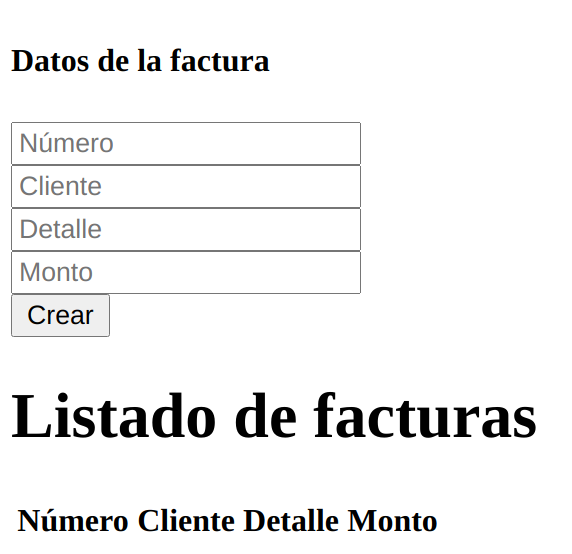 Datos de la factura
Número
Cliente
Detalle
Monto
Crear
Listado de facturas
Número Cliente Detalle Monto